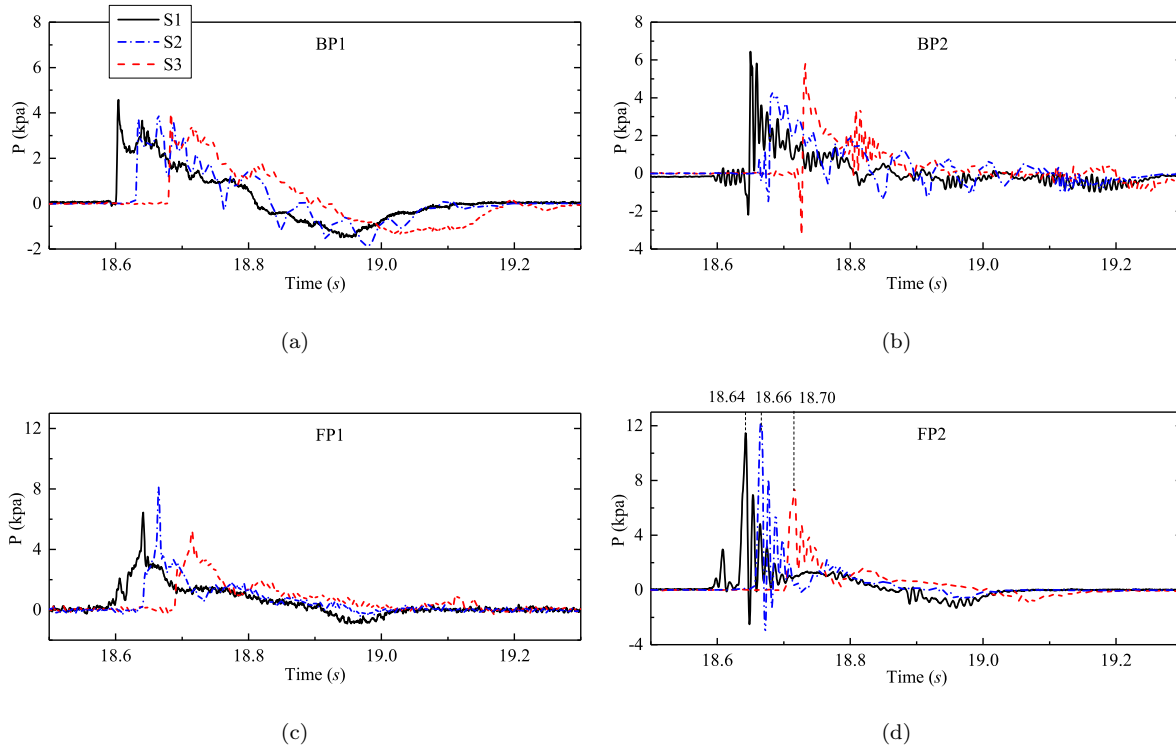 8
6
4
2
0
-2
P (kpa)
S1
S2
S3
BP1
18.6
18.8
19.0
19.2
Time (s)
(a)
8
6
4
2
0
-2
-4
P (kpa)
BP2
18.6
18.8
19.0
19.2
Time (s)
(b)
12
8
4
0
P (kpa)
FP1
18.6
18.8
19.0
19.2
Time (s)
(c)
18.64 18.66 18.70
12
8
4
0
-4
P (kpa)
FP2
18.6
18.8
19.0
19.2
Time (s)
(d)